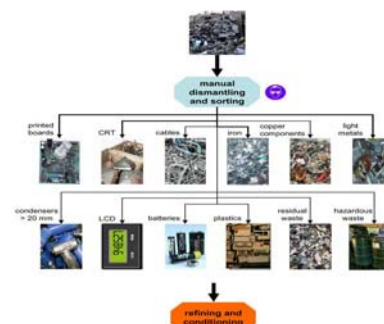 manual
dismantling
and sorting
printed
boards
CRT
cables
iron
copper
components
light
metals
condensers
> 20 mm
LCD
batteries
plastics
residual
waste
hazardous
waste
refining and
conditioning